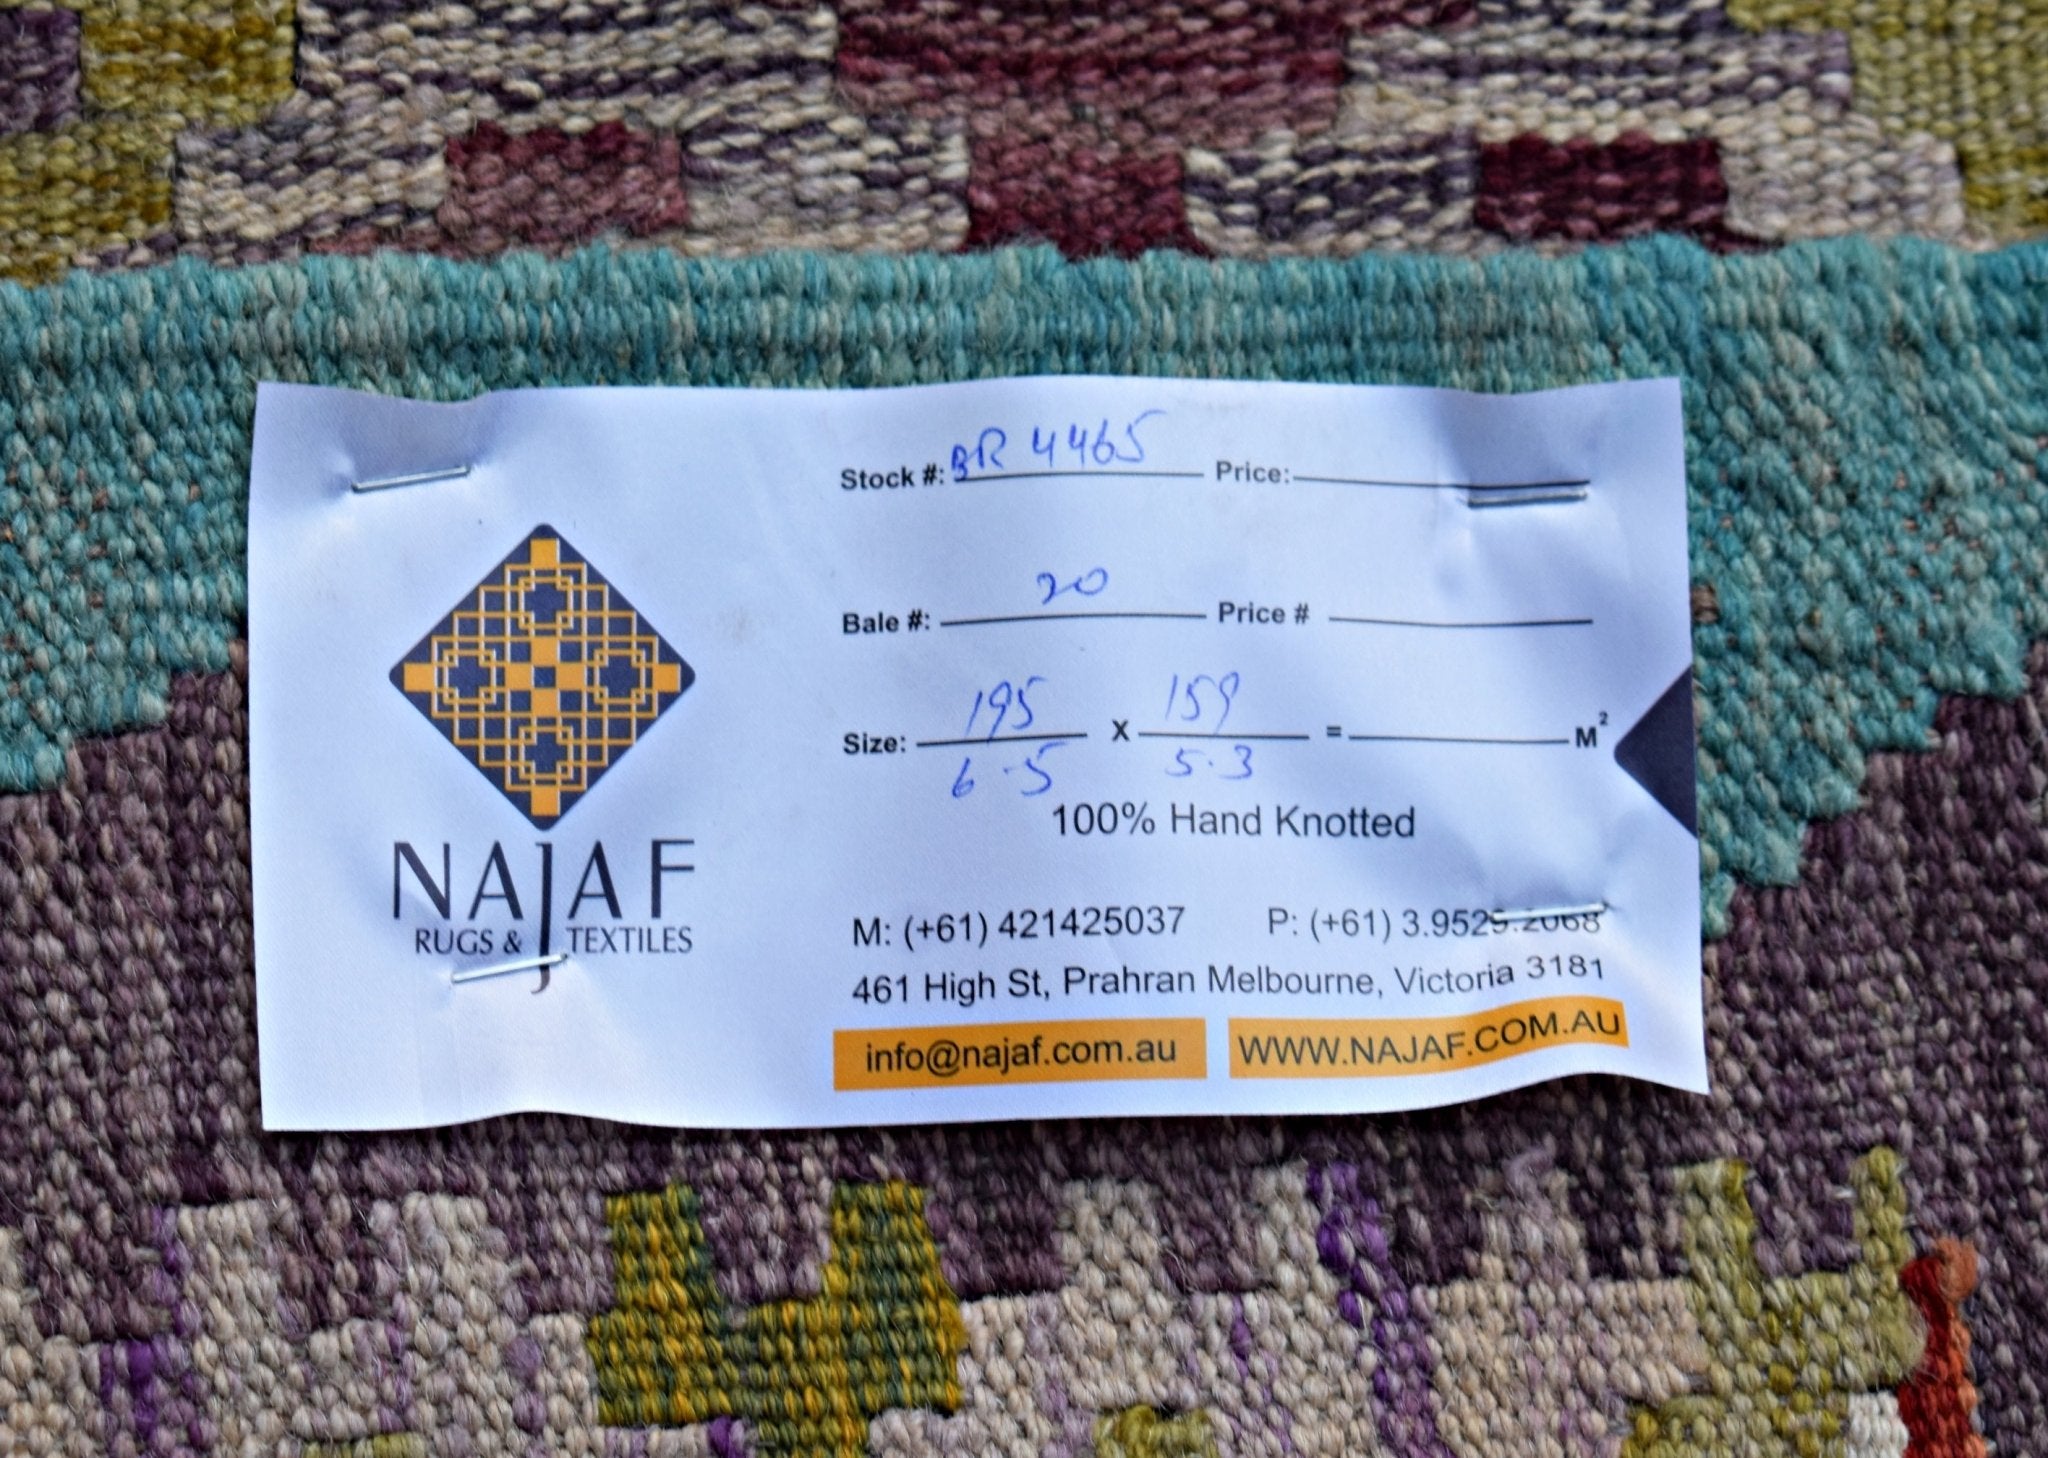 NAJAF
RUGS & TEXTILES
Stock #: BR 4465 Price:
Bale #: 20 Price #
Size: 195 X 159 = M²
6.5 5.3
100% Hand Knotted
M: (+61) 421425037 P: (+61) 3.9529.2068
461 High St, Prahran Melbourne, Victoria 3181
info@najaf.com.au WWW.NAJAF.COM.AU